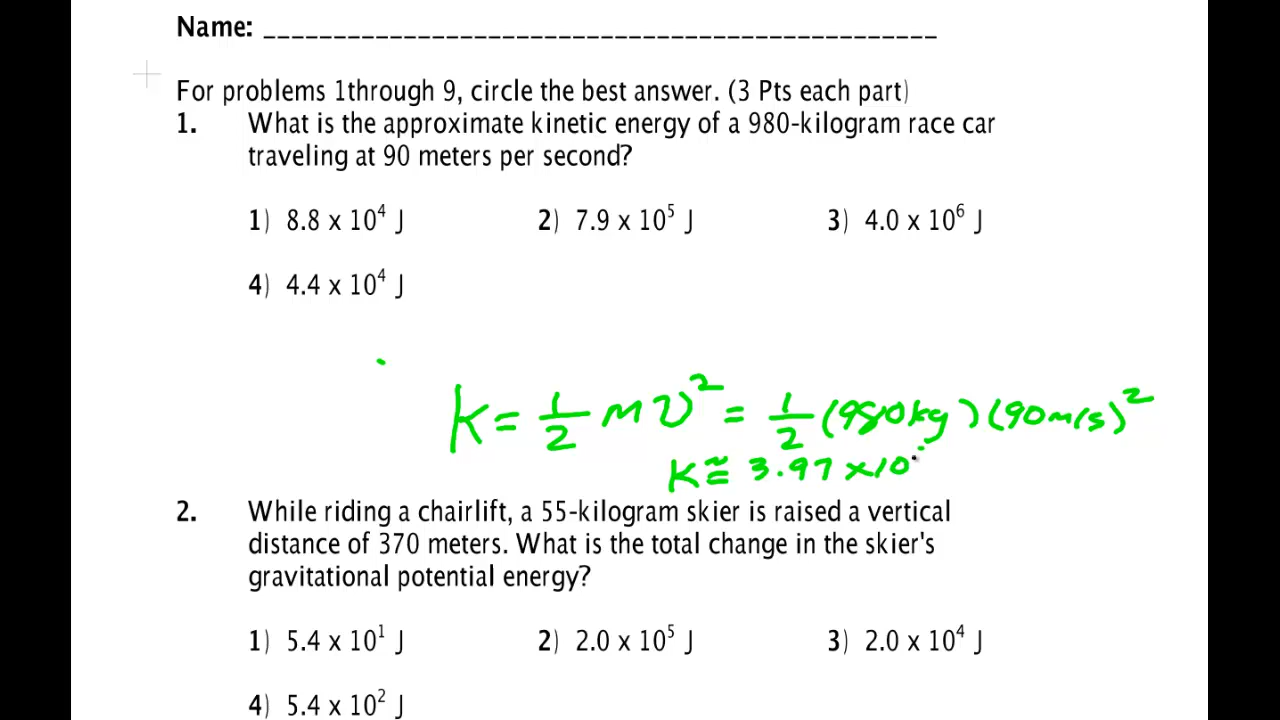 Name: ________________________________________________
For problems 1through 9, circle the best answer. (3 Pts each part)
1. What is the approximate kinetic energy of a 980-kilogram race car
traveling at 90 meters per second?
1) 8.8 x 10⁴ J 2) 7.9 x 10⁵ J 3) 4.0 x 10⁶ J
4) 4.4 x 10⁴ J
K = 1/2 mv² = 1/2 (980kg) (90m/s)²
K ≅ 3.97 x10
2. While riding a chairlift, a 55-kilogram skier is raised a vertical
distance of 370 meters. What is the total change in the skier's
gravitational potential energy?
1) 5.4 x 10¹ J 2) 2.0 x 10⁵ J 3) 2.0 x 10⁴ J
4) 5.4 x 10² J